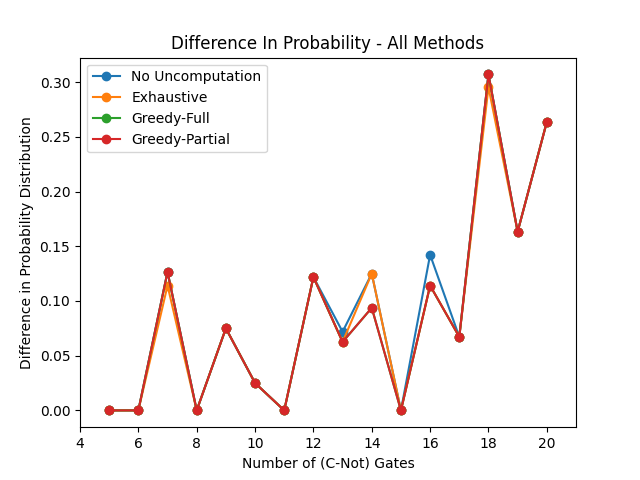 Difference In Probability - All Methods
No Uncomputation
Exhaustive
Greedy-Full
Greedy-Partial
Difference in Probability Distribution
0.30
0.25
0.20
0.15
0.10
0.05
0.00
4 6 8 10 12 14 16 18 20
Number of (C-Not) Gates